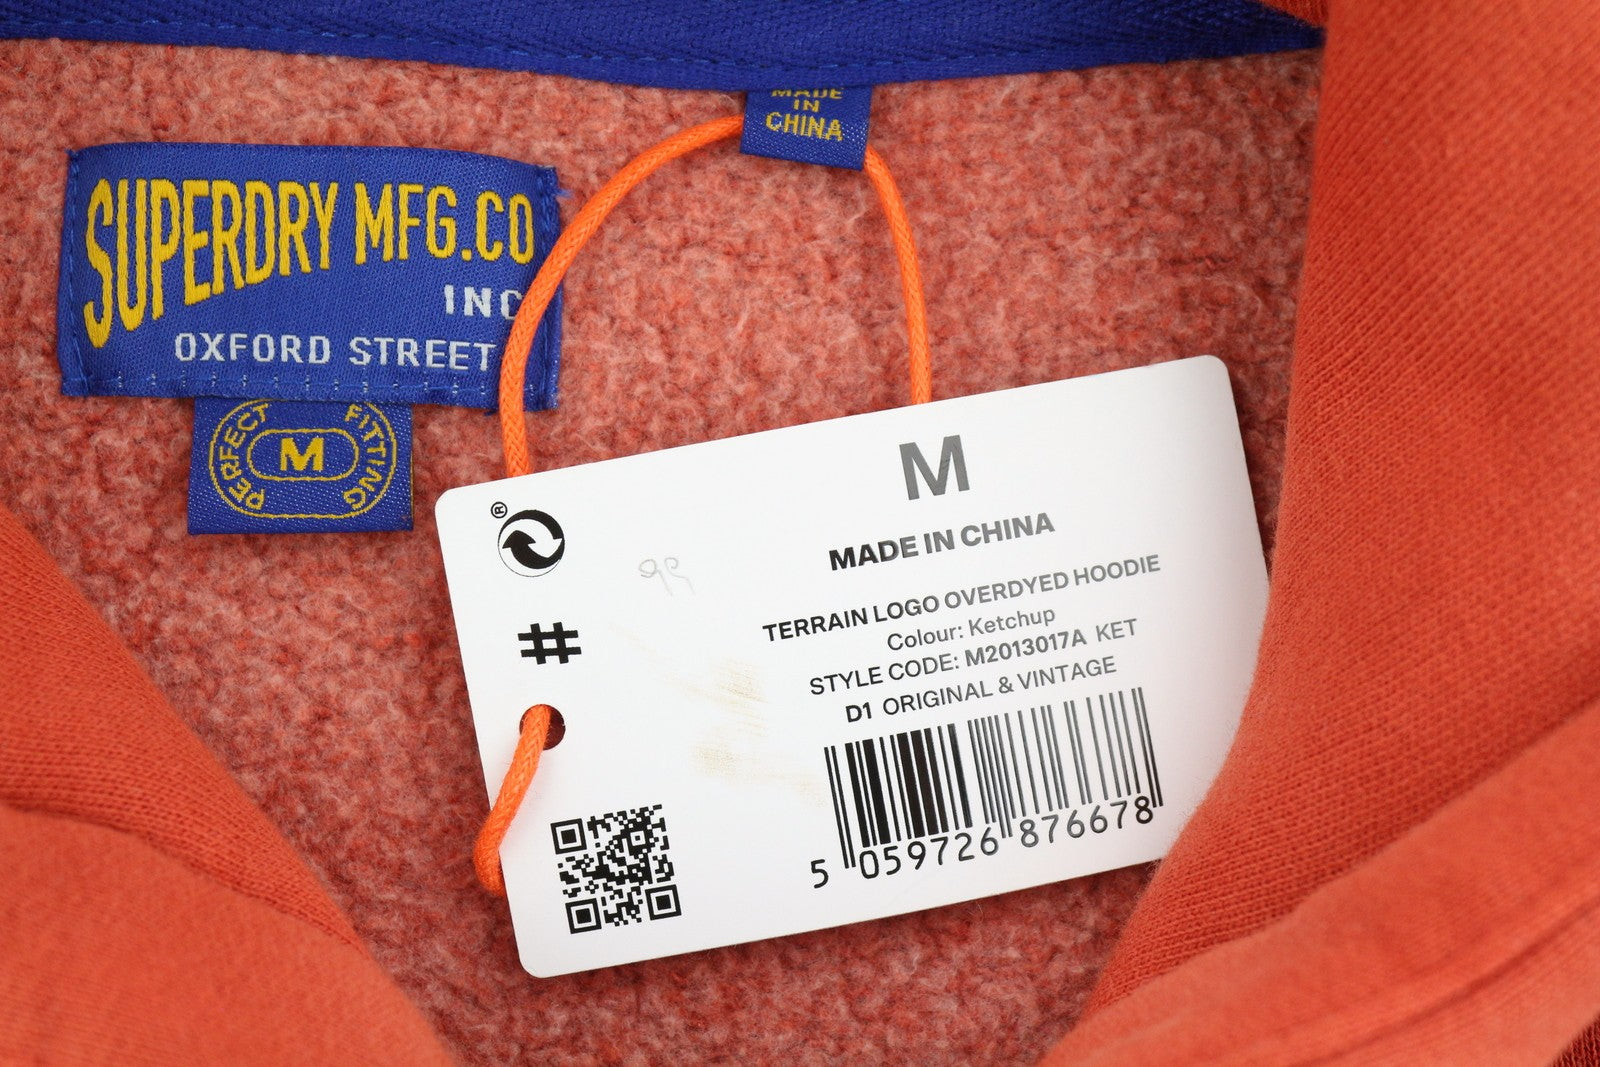 MADE
IN
CHINA
SUPERDRY MFG.CO
INC
OXFORD STREET
PERFECT FITTING
M
M
MADE IN CHINA
TERRAIN LOGO OVERDYED HOODIE
Colour: Ketchup
STYLE CODE: M2013017A KET
D1 ORIGINAL & VINTAGE
5 059726 876678
®
#